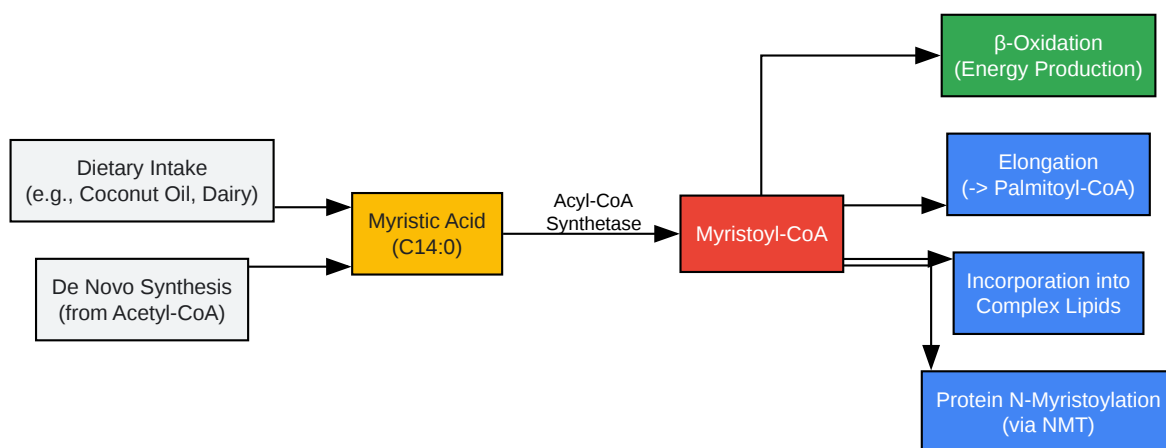 Dietary Intake
(e.g., Coconut Oil, Dairy)
De Novo Synthesis
(from Acetyl-CoA)
Myristic Acid
(C14:0)
Acyl-CoA
Synthetase
Myristoyl-CoA
β-Oxidation
(Energy Production)
Elongation
(-> Palmitoyl-CoA)
Incorporation into
Complex Lipids
Protein N-Myristoylation
(via NMT)